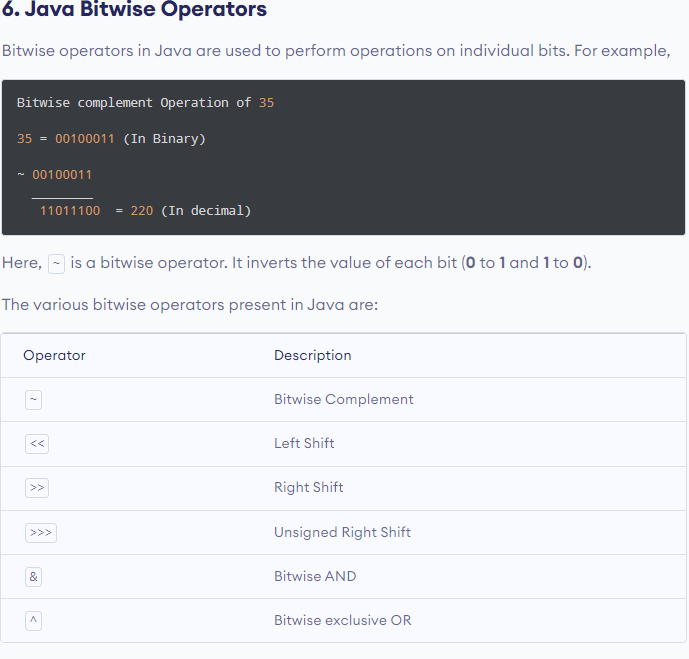 6. Java Bitwise Operators
Bitwise operators in Java are used to perform operations on individual bits. For example,
Bitwise complement Operation of 35
35 = 00100011 (In Binary)
~ 00100011
________
11011100 = 220 (In decimal)
Here, ~ is a bitwise operator. It inverts the value of each bit (0 to 1 and 1 to 0).
The various bitwise operators present in Java are:
Operator Description
~ Bitwise Complement
<< Left Shift
>> Right Shift
>>> Unsigned Right Shift
& Bitwise AND
^ Bitwise exclusive OR